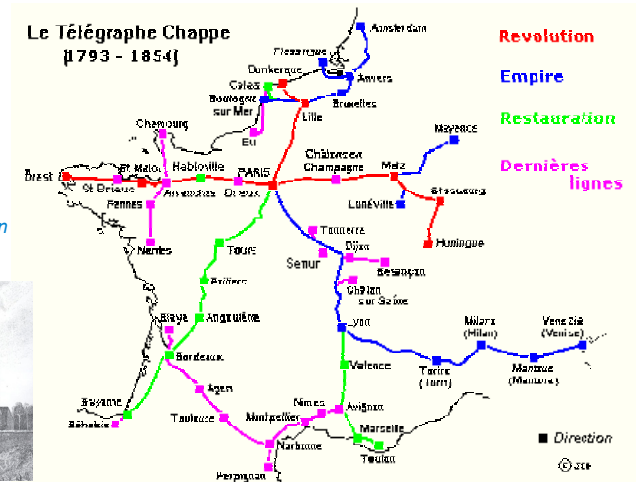 Le Télégraphe Chappe
(1793 - 1854)
Revolution
Empire
Restauration
Dernières
lignes
Amsterdam
Flessingue
Dunkerque
Anvers
Calais
Boulogne
sur Mer
Bruxelles
Lille
Eu
Cherbourg
Mayence
Brest
St Malo
St Brieux
Rabloville
Avranches
Dreux
PARIS
Chalons en
Champagne
Metz
Strasbourg
Lunéville
Huningue
Rennes
Nantes
n
Tours
Tonnerre
Dijon
Semur
Besançon
Chalon
sur Saône
Poitiers
Angoulême
Blaye
Bordeaux
Lyon
Milano
(Milan)
Venezia
(Venise)
Torino
(Turin)
Mantoue
(Mantova)
Valence
Agen
Bayonne
Béhobie
Toulouse
Montpellier
Nimes
Avignon
Marseille
Toulon
Narbonne
Perpignan
Direction